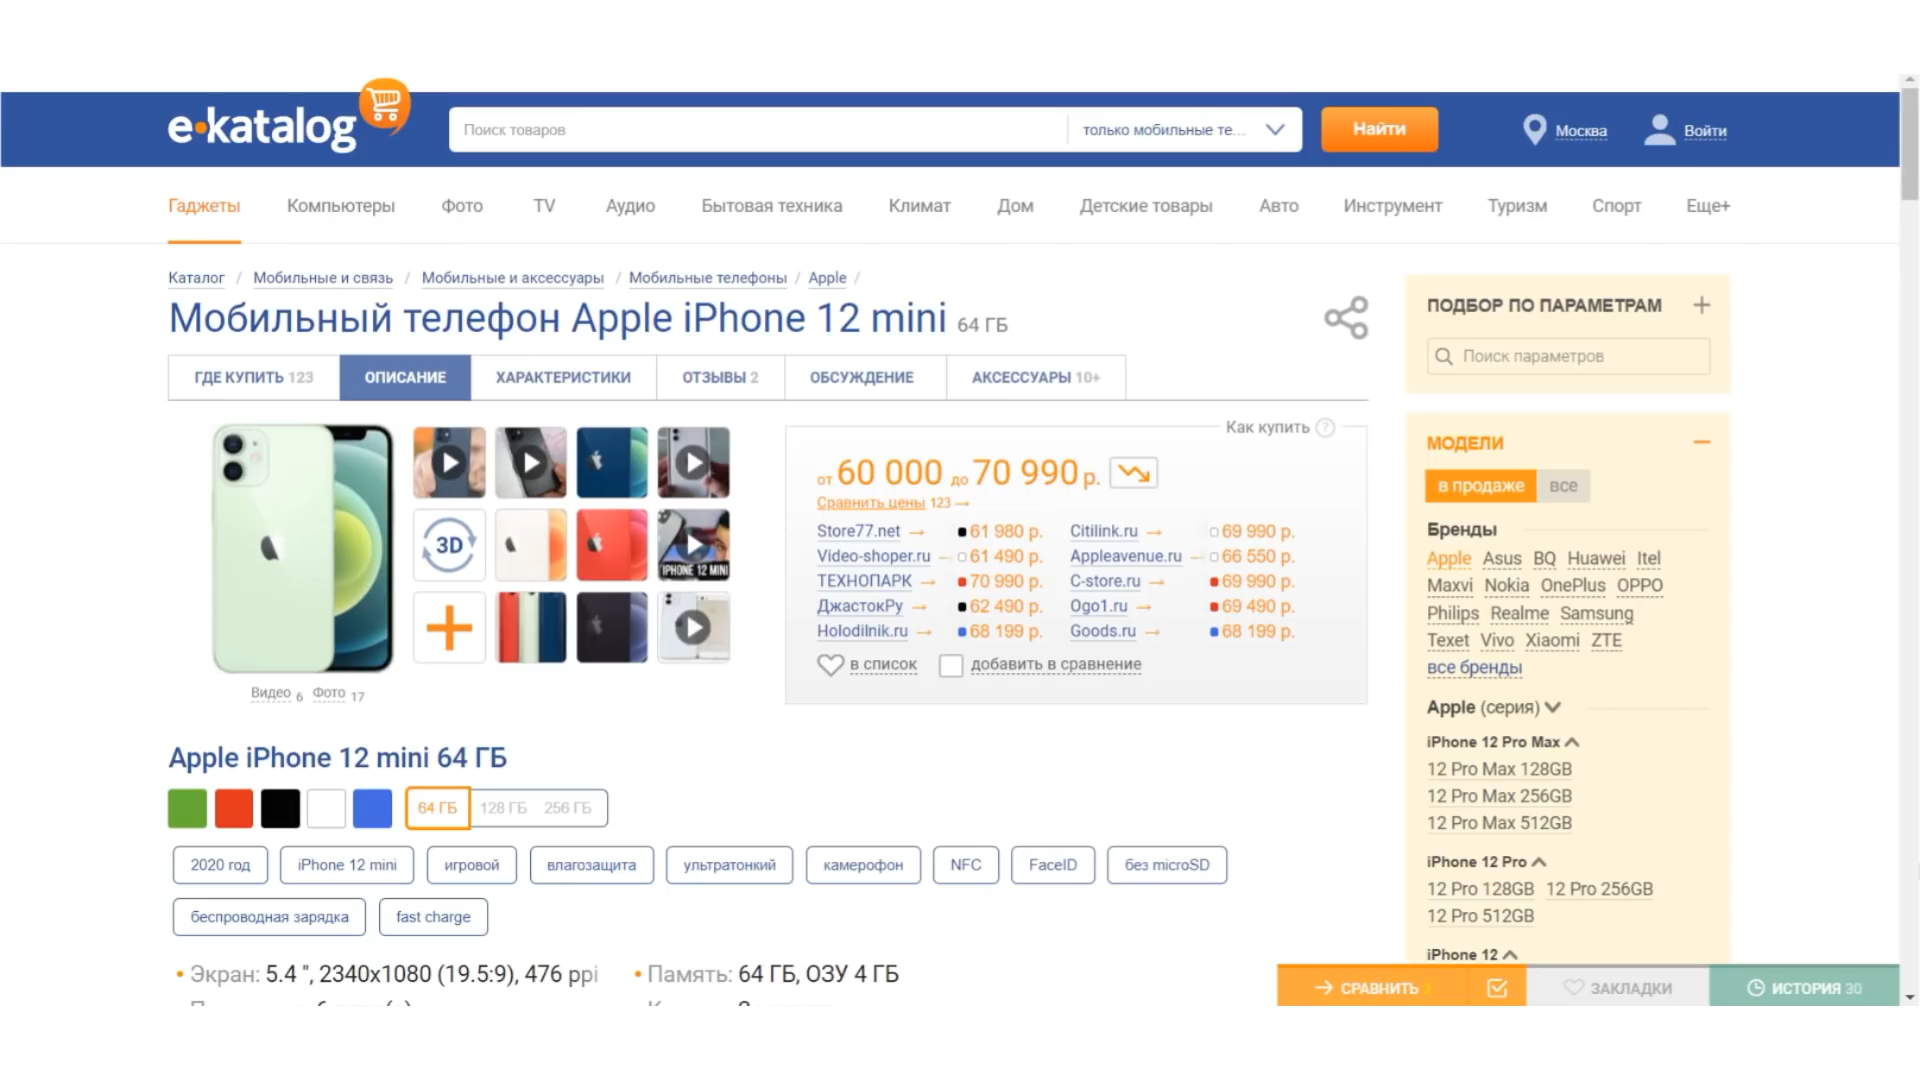 e·katalog
Поиск товаров
только мобильные те...
Найти
Москва
Войти
Гаджеты Компьютеры Фото TV Аудио Бытовая техника Климат Дом Детские товары Авто Инструмент Туризм Спорт Еще+
Каталог / Мобильные и связь / Мобильные и аксессуары / Мобильные телефоны / Apple /
Мобильный телефон Apple iPhone 12 mini 64 ГБ
ГДЕ КУПИТЬ 123 ОПИСАНИЕ ХАРАКТЕРИСТИКИ ОТЗЫВЫ 2 ОБСУЖДЕНИЕ АКСЕССУАРЫ 10+
3D
IPHONE 12 MINI
Видео 6 Фото 17
Как купить ?
от 60 000 до 70 990 р.
Сравнить цены 123 →
Store77.net → 61 980 р. Citilink.ru → 69 990 р.
Video-shoper.ru → 61 490 р. Appleavenue.ru → 66 550 р.
ТЕХНОПАРК → 70 990 р. C-store.ru → 69 990 р.
ДжастокРу → 62 490 р. Ogo1.ru → 69 490 р.
Holodilnik.ru → 68 199 р. Goods.ru → 68 199 р.
в список добавить в сравнение
Apple iPhone 12 mini 64 ГБ
64 ГБ 128 ГБ 256 ГБ
2020 год iPhone 12 mini игровой влагозащита ультратонкий камерофон NFC FaceID без microSD
беспроводная зарядка fast charge
• Экран: 5.4 ", 2340x1080 (19.5:9), 476 ppi • Память: 64 ГБ, ОЗУ 4 ГБ
ПОДБОР ПО ПАРАМЕТРАМ +
Поиск параметров
МОДЕЛИ
в продаже все
Бренды
Apple Asus BQ Huawei Itel
Maxvi Nokia OnePlus OPPO
Philips Realme Samsung
Texet Vivo Xiaomi ZTE
все бренды
Apple (серия)
iPhone 12 Pro Max
12 Pro Max 128GB
12 Pro Max 256GB
12 Pro Max 512GB
iPhone 12 Pro
12 Pro 128GB 12 Pro 256GB
12 Pro 512GB
iPhone 12
→ СРАВНИТЬ
ЗАКЛАДКИ
ИСТОРИЯ 30